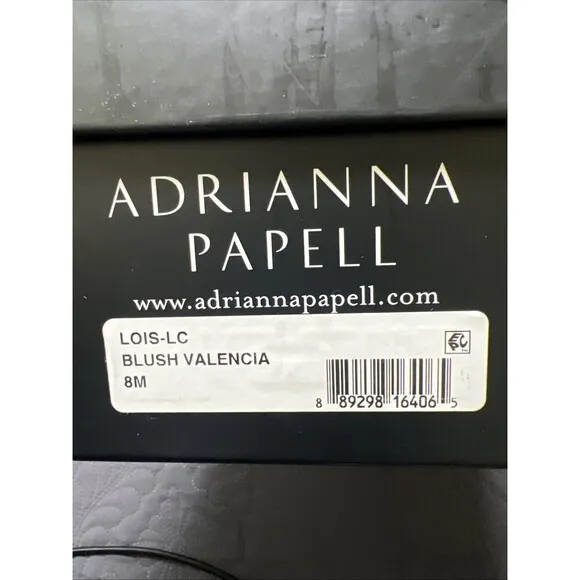 ADRIANNA
PAPELL
www.adriannapapell.com
LOIS-LC
BLUSH VALENCIA
8M
8 89298 16406 5